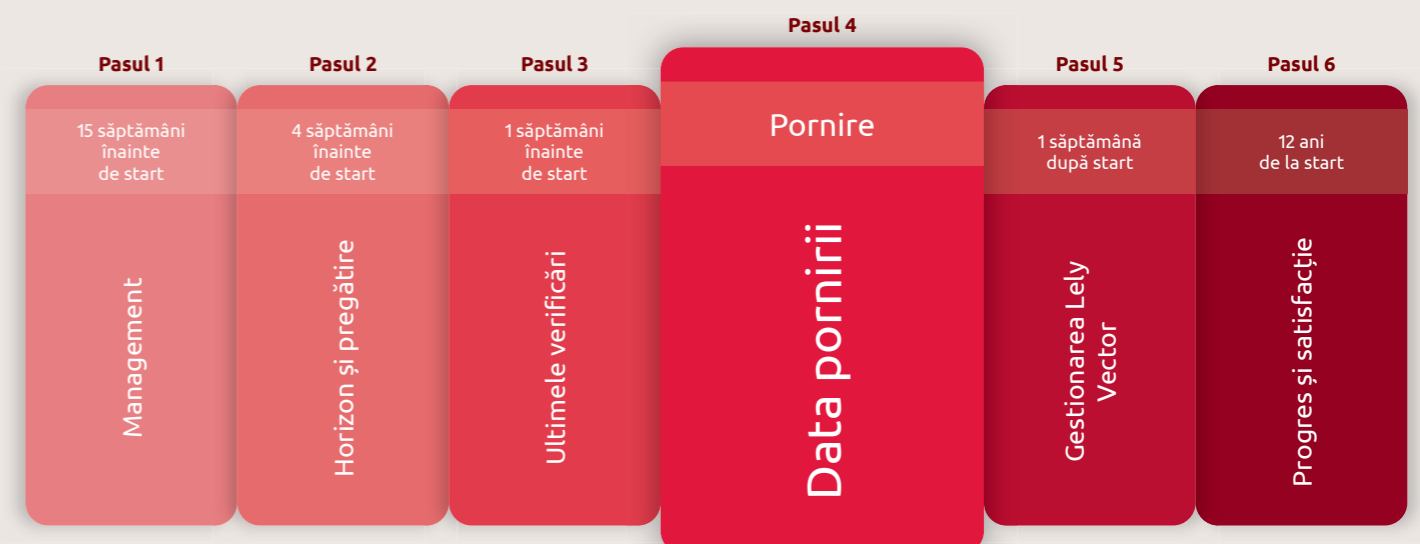 Pasul 1
15 săptămâni
înainte
de start
Management
Pasul 2
4 săptămâni
înainte
de start
Horizon și pregătire
Pasul 3
1 săptămâni
înainte
de start
Ultimele verificări
Pasul 4
Pornire
Data pornirii
Pasul 5
1 săptămână
după start
Gestionarea Lely
Vector
Pasul 6
12 ani
de la start
Progres și satisfacție